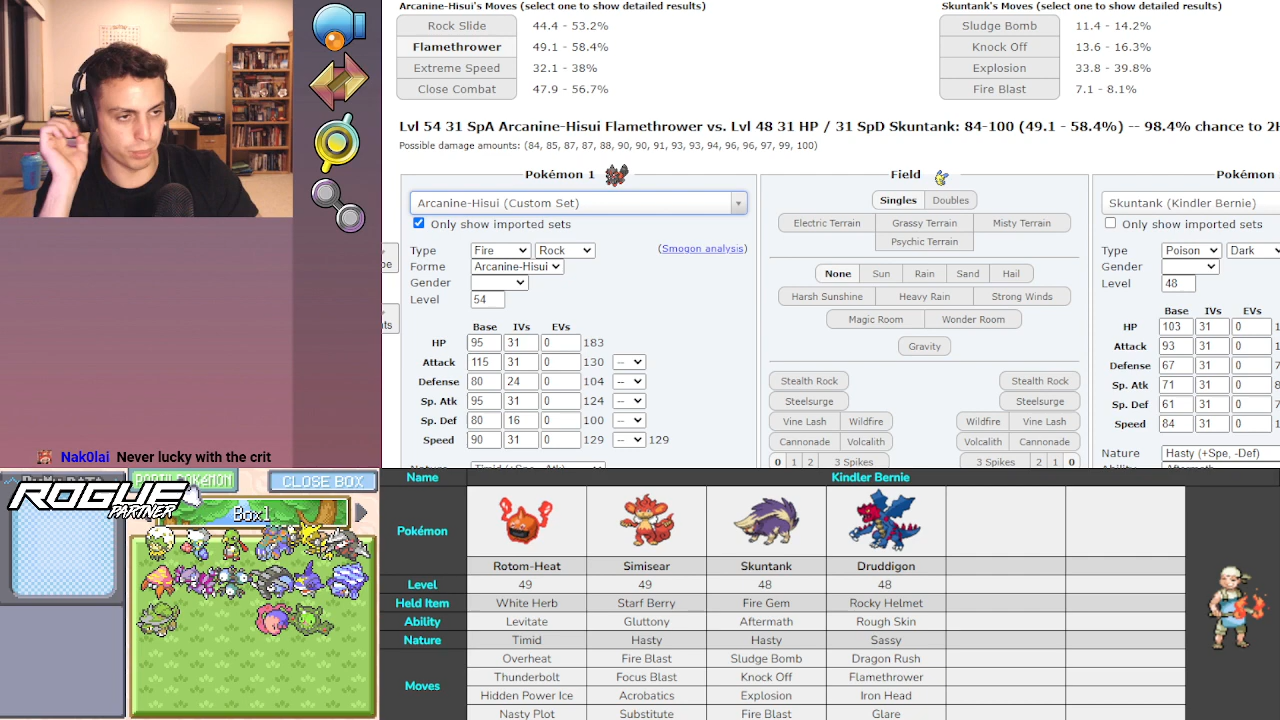 Arcanine-Hisui's Moves (select one to show detailed results)
Rock Slide 44.4 - 53.2%
Flamethrower 49.1 - 58.4%
Extreme Speed 32.1 - 38%
Close Combat 47.9 - 56.7%
Skuntank's Moves (select one to show detailed results)
Sludge Bomb 11.4 - 14.2%
Knock Off 13.6 - 16.3%
Explosion 33.8 - 39.8%
Fire Blast 7.1 - 8.1%
Lvl 54 31 SpA Arcanine-Hisui Flamethrower vs. Lvl 48 31 HP / 31 SpD Skuntank: 84-100 (49.1 - 58.4%) -- 98.4% chance to 2H
Possible damage amounts: (84, 85, 87, 87, 88, 90, 90, 91, 93, 93, 94, 96, 96, 97, 99, 100)
Pokémon 1
Arcanine-Hisui (Custom Set)
Only show imported sets
Type Fire Rock (Smogon analysis)
Forme Arcanine-Hisui
Gender
Level 54
Base IVs EVs
HP 95 31 0 183
Attack 115 31 0 130 --
Defense 80 24 0 104 --
Sp. Atk 95 31 0 124 --
Sp. Def 80 16 0 100 --
Speed 90 31 0 129 -- 129
Field
Singles Doubles
Electric Terrain Grassy Terrain Misty Terrain
Psychic Terrain
None Sun Rain Sand Hail
Harsh Sunshine Heavy Rain Strong Winds
Magic Room Wonder Room
Gravity
Stealth Rock Stealth Rock
Steelsurge Steelsurge
Vine Lash Wildfire Wildfire Vine Lash
Cannonade Volcalith Volcalith Cannonade
0 1 2 3 Spikes 3 Spikes 2 1 0
Pokémon
Skuntank (Kindler Bernie)
Only show imported sets
Type Poison Dark
Gender
Level 48
Base IVs EVs
HP 103 31 0
Attack 93 31 0
Defense 67 31 0
Sp. Atk 71 31 0
Sp. Def 61 31 0
Speed 84 31 0
Nature Hasty (+Spe, -Def)
Nak0lai Never lucky with the crit
CLOSE BOX
ROGUE
PARTNER
Box1
Name Kindler Bernie
Pokémon
Rotom-Heat Simisear Skuntank Druddigon
Level 49 49 48 48
Held Item White Herb Starf Berry Fire Gem Rocky Helmet
Ability Levitate Gluttony Aftermath Rough Skin
Nature Timid Hasty Hasty Sassy
Moves
Overheat Fire Blast Sludge Bomb Dragon Rush
Thunderbolt Focus Blast Knock Off Flamethrower
Hidden Power Ice Acrobatics Explosion Iron Head
Nasty Plot Substitute Fire Blast Glare